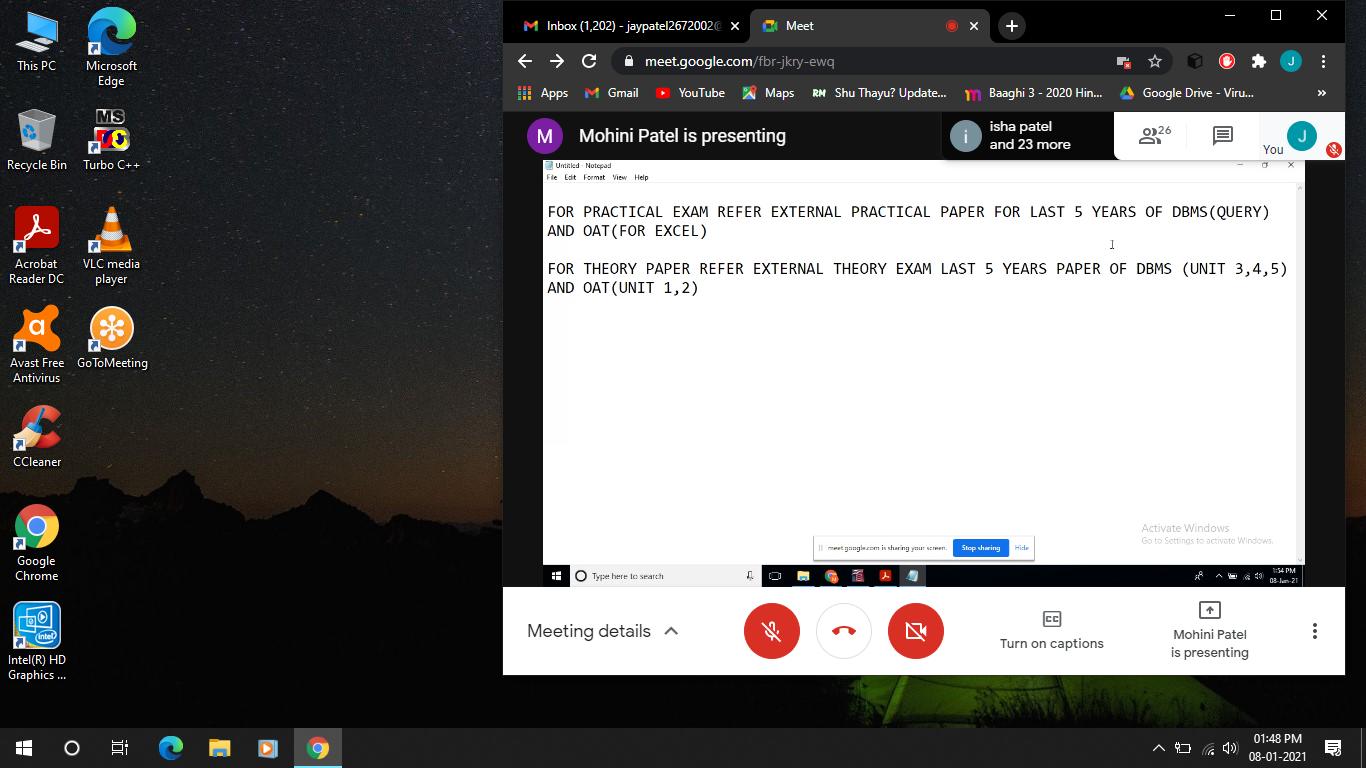 This PC
Microsoft
Edge
Recycle Bin
MS
Turbo C++
Acrobat
Reader DC
VLC media
player
Avast Free
Antivirus
GoToMeeting
CCleaner
Google
Chrome
intel
Intel(R) HD
Graphics ...
Inbox (1,202) - jaypatel2672002@
Meet
meet.google.com/fbr-jkry-ewq
J
Apps
Gmail
YouTube
Maps
RN Shu Thayu? Update...
Baaghi 3 - 2020 Hin...
Google Drive - Viru...
»
M
Mohini Patel is presenting
i
isha patel
and 23 more
26
You
J
Untitled - Notepad
File Edit Format View Help
FOR PRACTICAL EXAM REFER EXTERNAL PRACTICAL PAPER FOR LAST 5 YEARS OF DBMS(QUERY)
AND OAT(FOR EXCEL)
FOR THEORY PAPER REFER EXTERNAL THEORY EXAM LAST 5 YEARS PAPER OF DBMS (UNIT 3,4,5)
AND OAT(UNIT 1,2)
Activate Windows
Go to Settings to activate Windows.
meet.google.com is sharing your screen.
Stop sharing
Hide
Type here to search
1:54 PM
08-Jan-21
Meeting details
CC
Turn on captions
Mohini Patel
is presenting
01:48 PM
08-01-2021